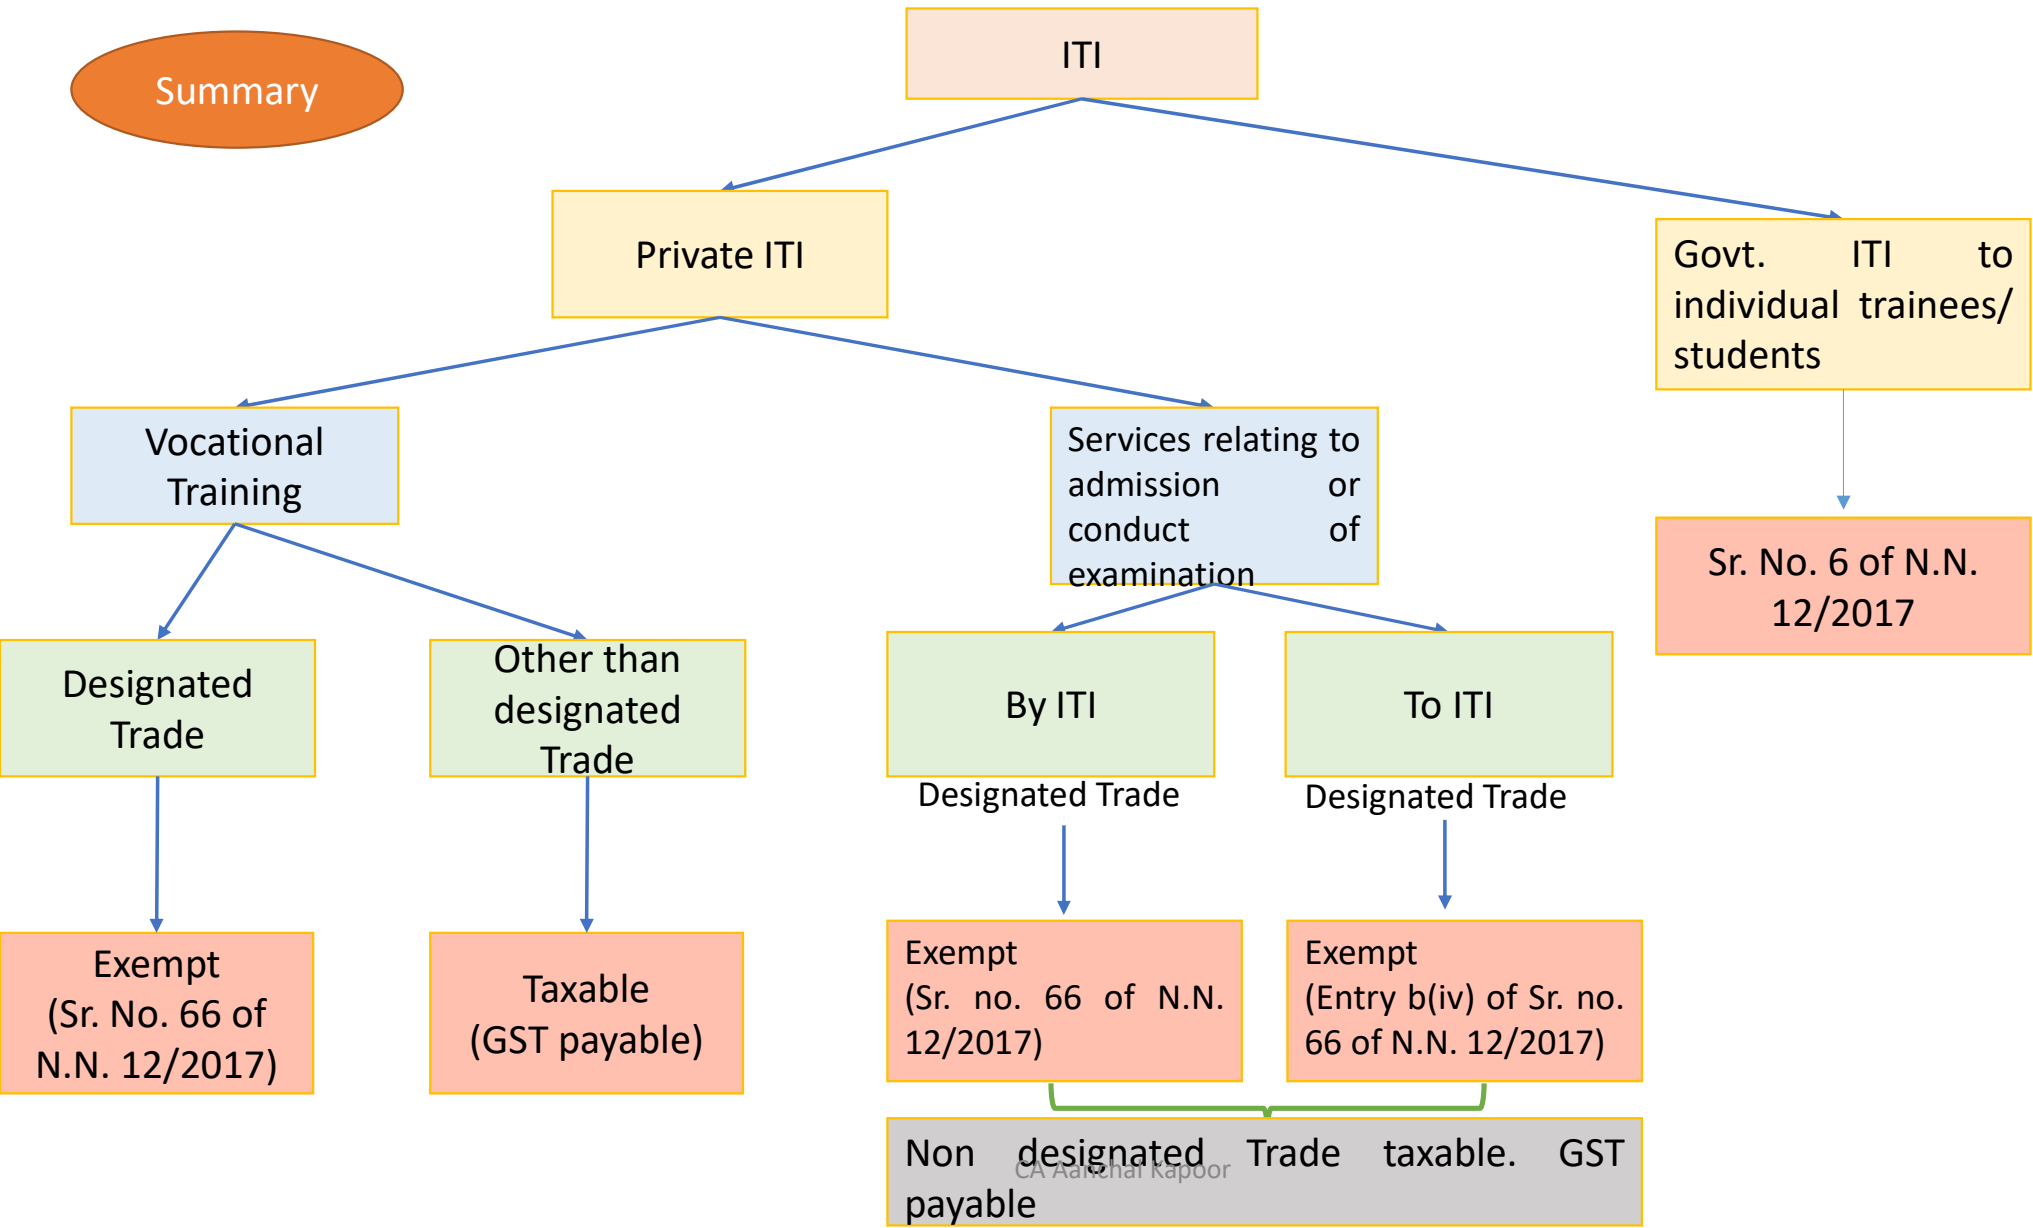 Summary
ITI
Private ITI
Govt. ITI to
individual trainees/
students
Vocational
Training
Services relating to
admission or
conduct of
examination
Sr. No. 6 of N.N.
12/2017
Designated
Trade
Other than
designated
Trade
By ITI
To ITI
Designated Trade
Designated Trade
Exempt
(Sr. No. 66 of
N.N. 12/2017)
Taxable
(GST payable)
Exempt
(Sr. no. 66 of N.N.
12/2017)
Exempt
(Entry b(iv) of Sr. no.
66 of N.N. 12/2017)
Non designated Trade taxable. GST
payable
CA Aanchal Kapoor